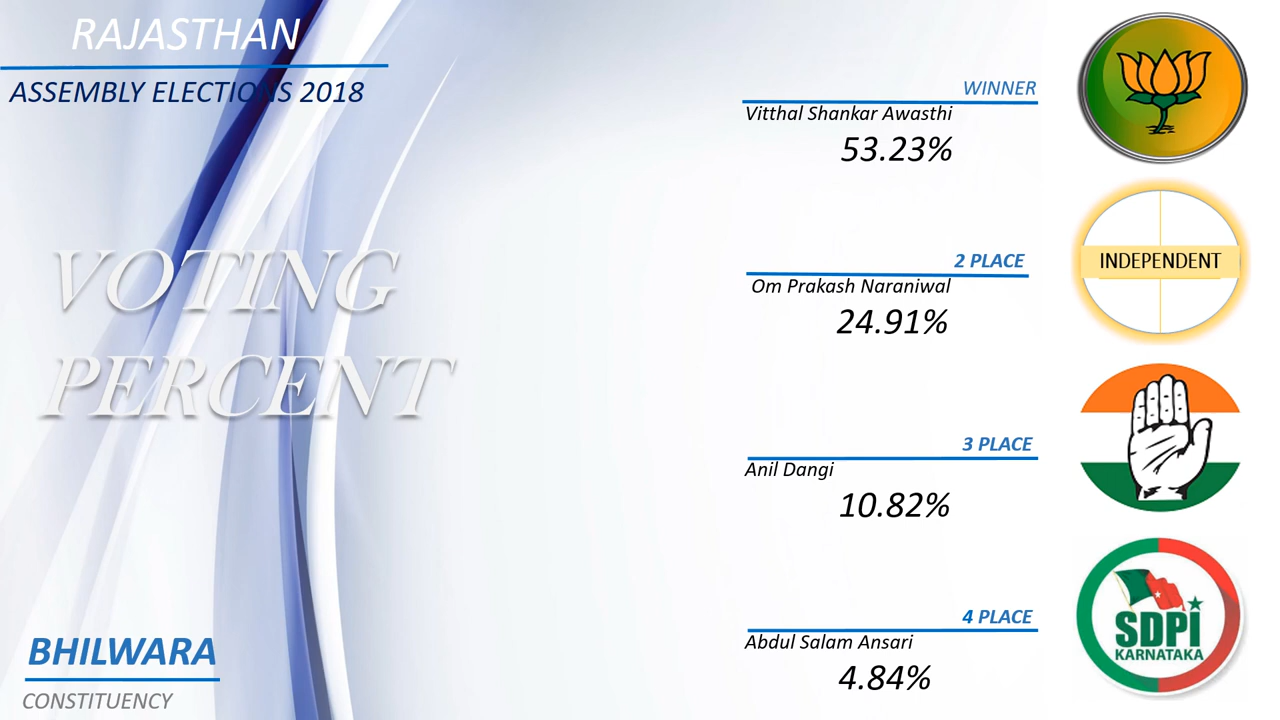 RAJASTHAN
ASSEMBLY ELECTIONS 2018
VOTING
PERCENT
BHILWARA
CONSTITUENCY
WINNER
Vitthal Shankar Awasthi
53.23%
2 PLACE
Om Prakash Naraniwal
24.91%
INDEPENDENT
3 PLACE
Anil Dangi
10.82%
4 PLACE
Abdul Salam Ansari
4.84%
SDPI
KARNATAKA